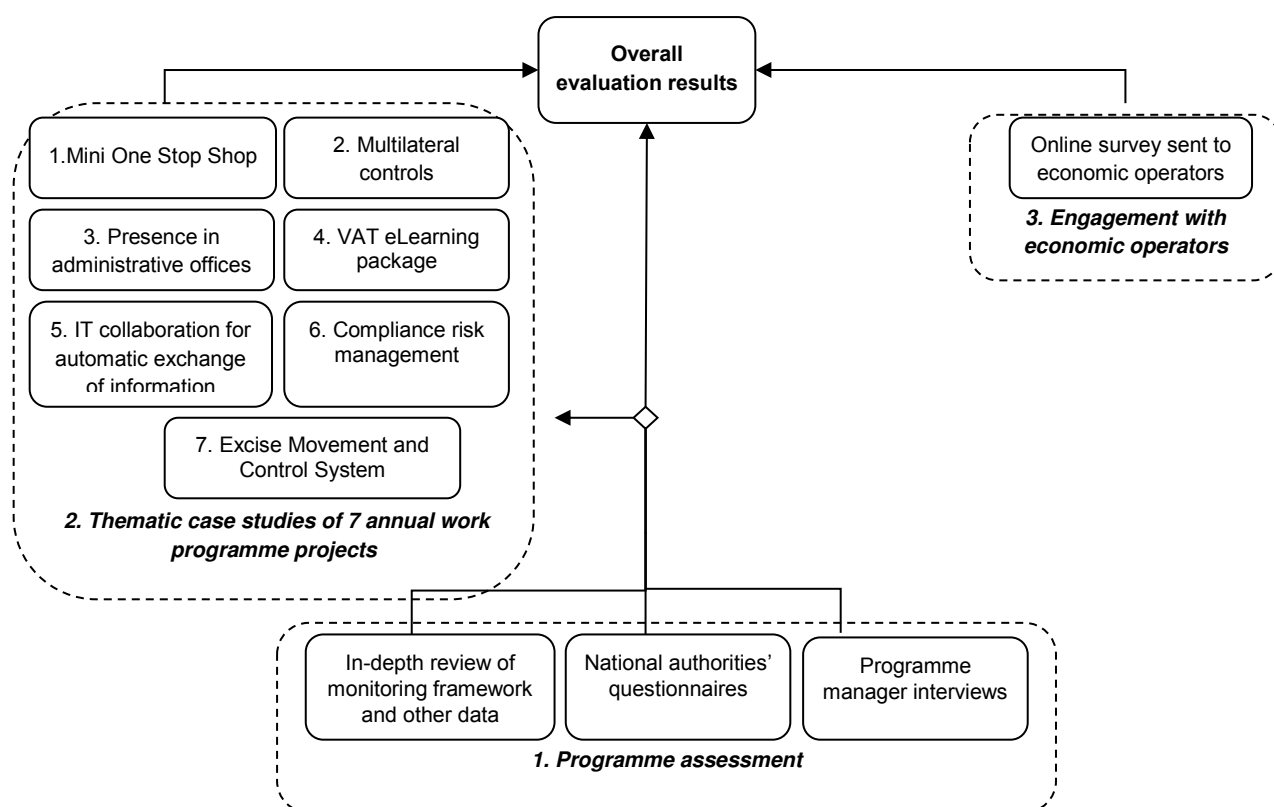 Overall
evaluation results
1.Mini One Stop Shop
2. Multilateral
controls
3. Presence in
administrative offices
4. VAT eLearning
package
5. IT collaboration for
automatic exchange
of information
6. Compliance risk
management
7. Excise Movement and
Control System
2. Thematic case studies of 7 annual work
programme projects
Online survey sent to
economic operators
3. Engagement with
economic operators
In-depth review of
monitoring framework
and other data
National authorities’
questionnaires
Programme
manager interviews
1. Programme assessment